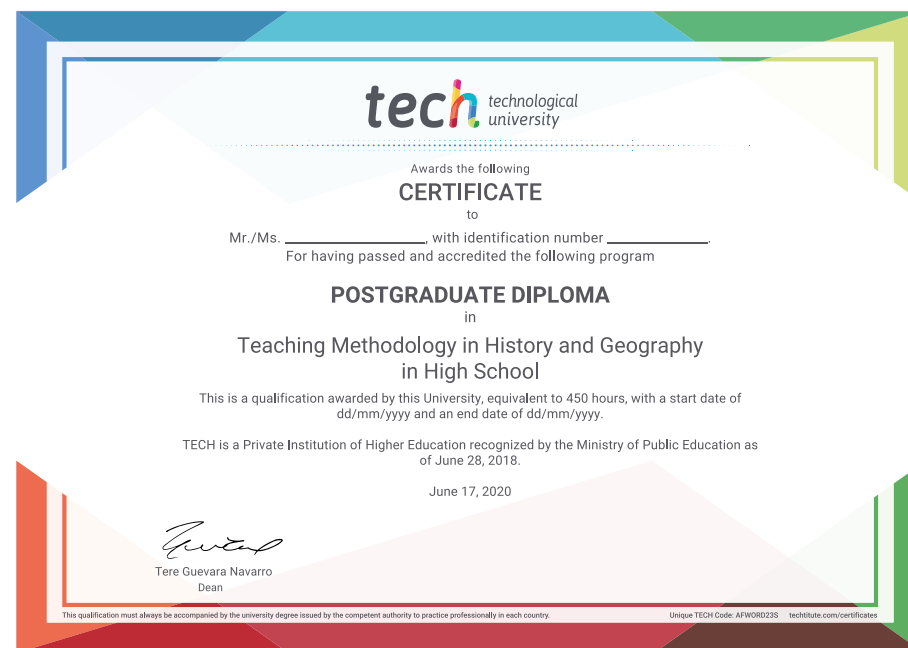 tech technological
university
Awards the following
CERTIFICATE
to
Mr./Ms. ____________________, with identification number ______________.
For having passed and accredited the following program
POSTGRADUATE DIPLOMA
in
Teaching Methodology in History and Geography
in High School
This is a qualification awarded by this University, equivalent to 450 hours, with a start date of
dd/mm/yyyy and an end date of dd/mm/yyyy.
TECH is a Private Institution of Higher Education recognized by the Ministry of Public Education as
of June 28, 2018.
June 17, 2020
Tere Guevara Navarro
Dean
This qualification must always be accompanied by the university degree issued by the competent authority to practice professionally in each country.
Unique TECH Code: AFWORD23S techtitute.com/certificates